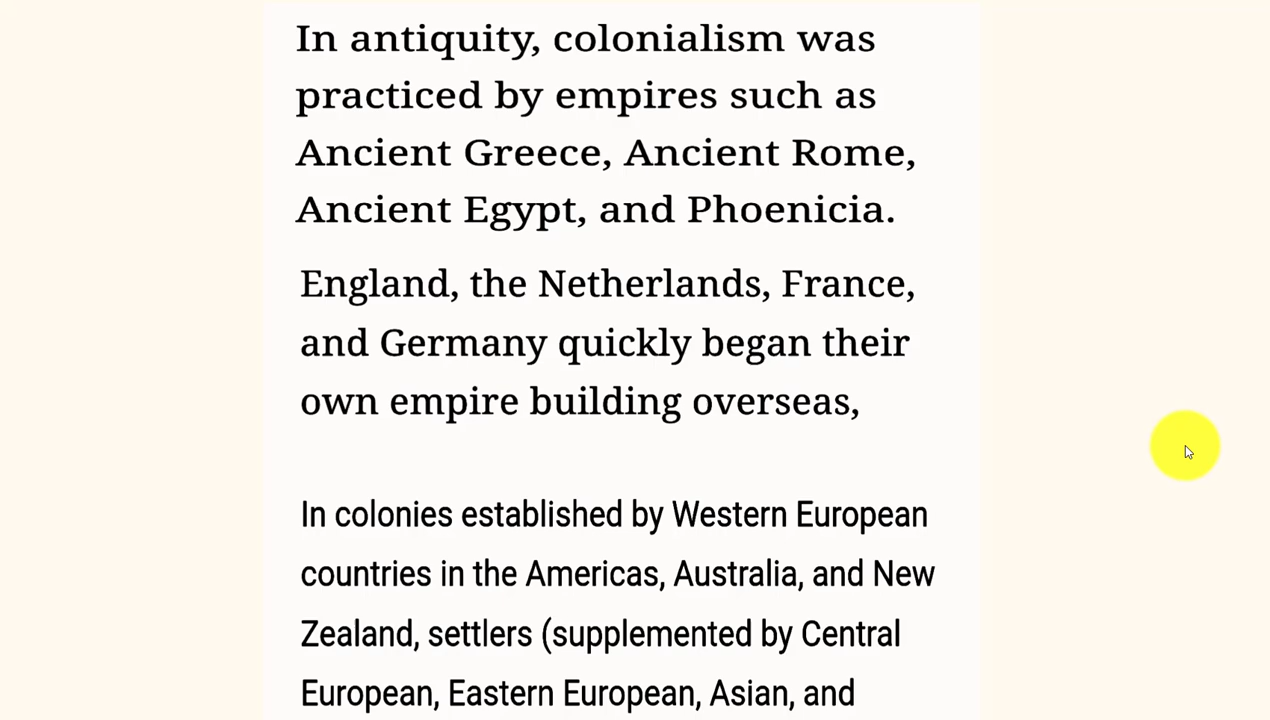 In antiquity, colonialism was
practiced by empires such as
Ancient Greece, Ancient Rome,
Ancient Egypt, and Phoenicia.
England, the Netherlands, France,
and Germany quickly began their
own empire building overseas,
In colonies established by Western European
countries in the Americas, Australia, and New
Zealand, settlers (supplemented by Central
European, Eastern European, Asian, and